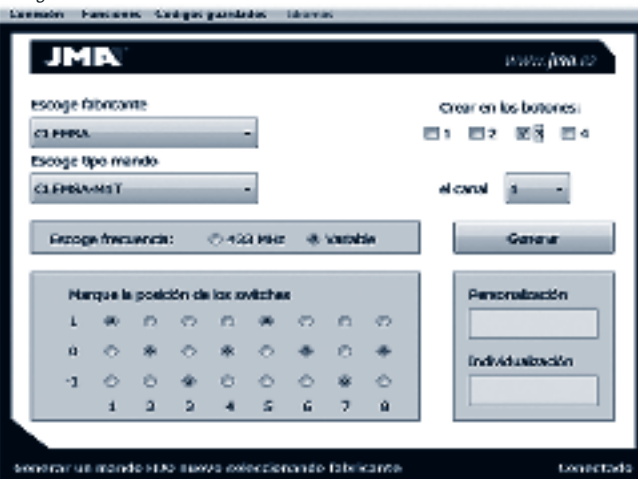 Conexión Funciones Codigos guardados Idiomas
JMA
www.jma.es
Escoge fabricante
Crear en los botones:
CLEMSA
1 2 3 4
Escoge tipo mando
CLEMSA-M1T
el canal 1
Escoge frecuencia: 433 MHz Variable
Generar
Marque la posición de los switches
Personalización
1
0
Individualización
-1
1 2 3 4 5 6 7 8
Generar un mando nuevo seleccionando fabricante
Conectado